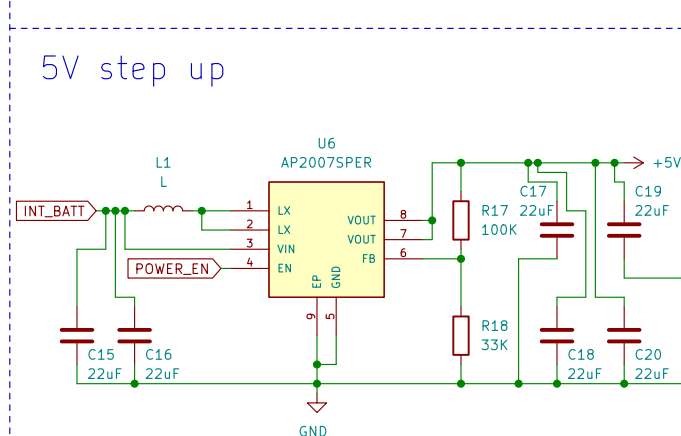 5V step up
U6
AP2007SPER
L1
L
INT_BATT
POWER_EN
1
2
3
4
LX
LX
VIN
EN
EP
GND
9
5
VOUT
VOUT
FB
8
7
6
R17
100K
R18
33K
C17
22uF
C19
22uF
+5V
C15
22uF
C16
22uF
C18
22uF
C20
22uF
GND